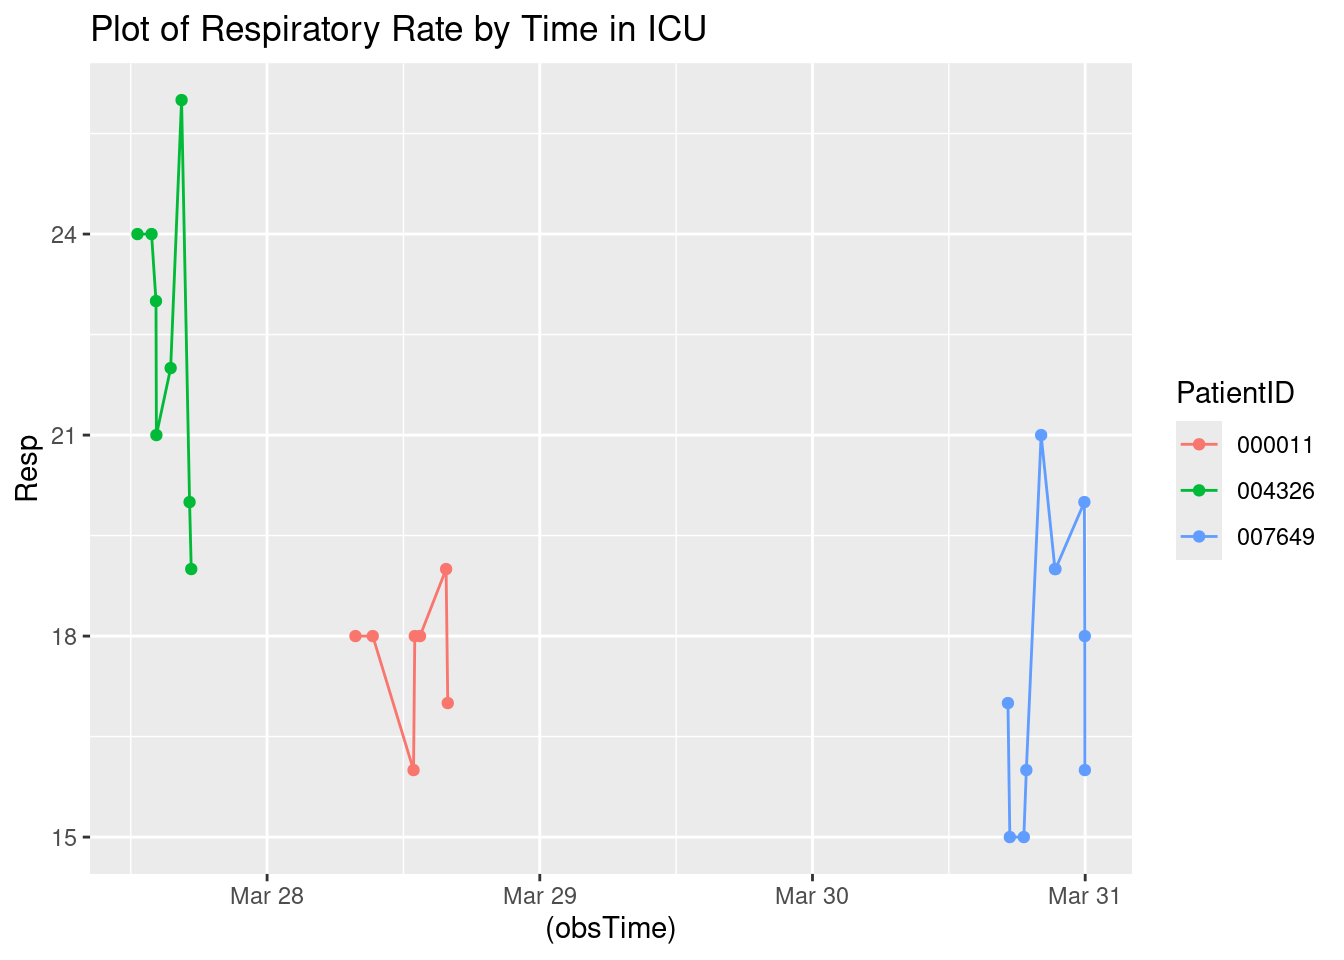 Plot of Respiratory Rate by Time in ICU
24
21
18
15
Resp
Mar 28
Mar 29
Mar 30
Mar 31
(obsTime)
PatientID
000011
004326
007649